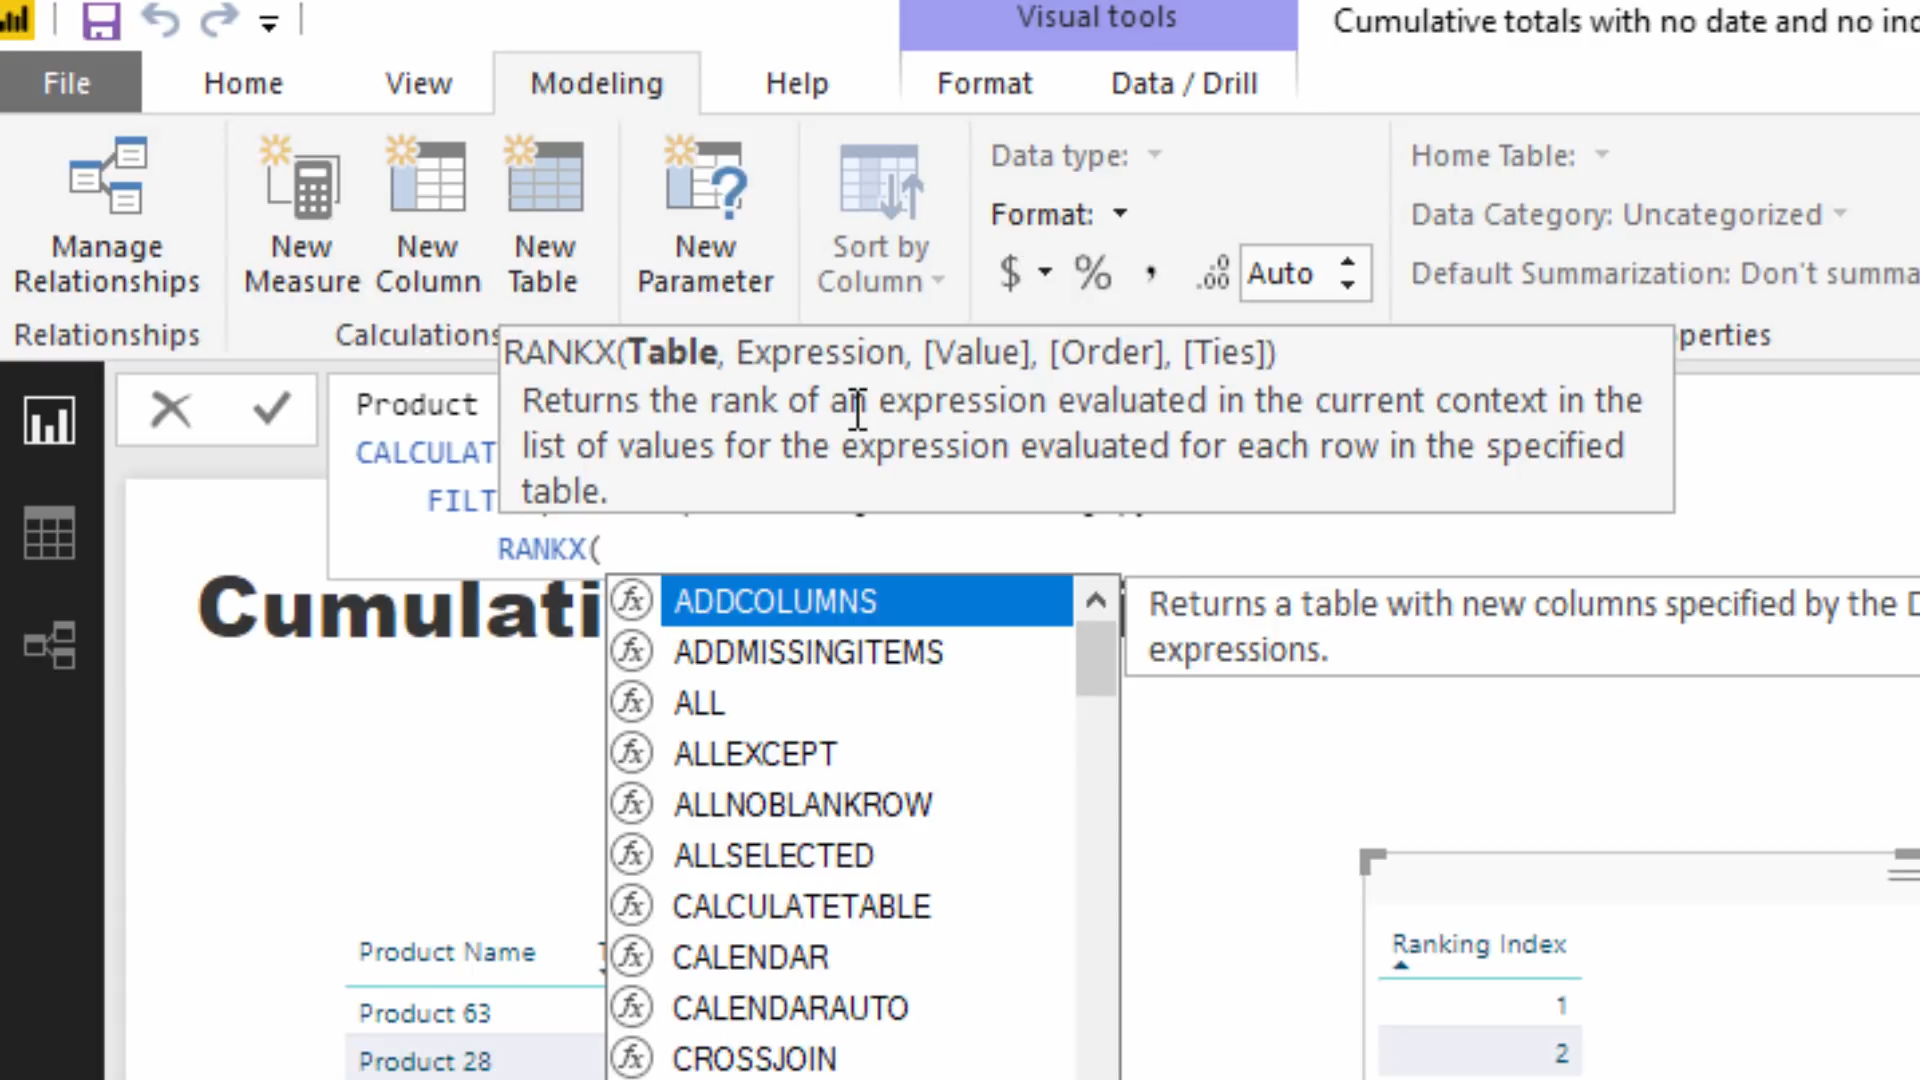 Visual tools
Cumulative totals with no date and no inc
File Home View Modeling Help Format Data / Drill
Manage Relationships
New Measure
New Column
New Table
New Parameter
Sort by Column
Data type:
Format:
$ % , .00 Auto
Home Table:
Data Category: Uncategorized
Default Summarization: Don't summa
Relationships
Calculations
perties
RANKX(Table, Expression, [Value], [Order], [Ties])
Returns the rank of an expression evaluated in the current context in the
list of values for the expression evaluated for each row in the specified
table.
Product
CALCULAT
FILT
RANKX(
Cumulati
ADDCOLUMNS
ADDMISSINGITEMS
ALL
ALLEXCEPT
ALLNOBLANKROW
ALLSELECTED
CALCULATETABLE
CALENDAR
CALENDARAUTO
CROSSJOIN
Returns a table with new columns specified by the D
expressions.
Product Name
Product 63
Product 28
Ranking Index
1
2